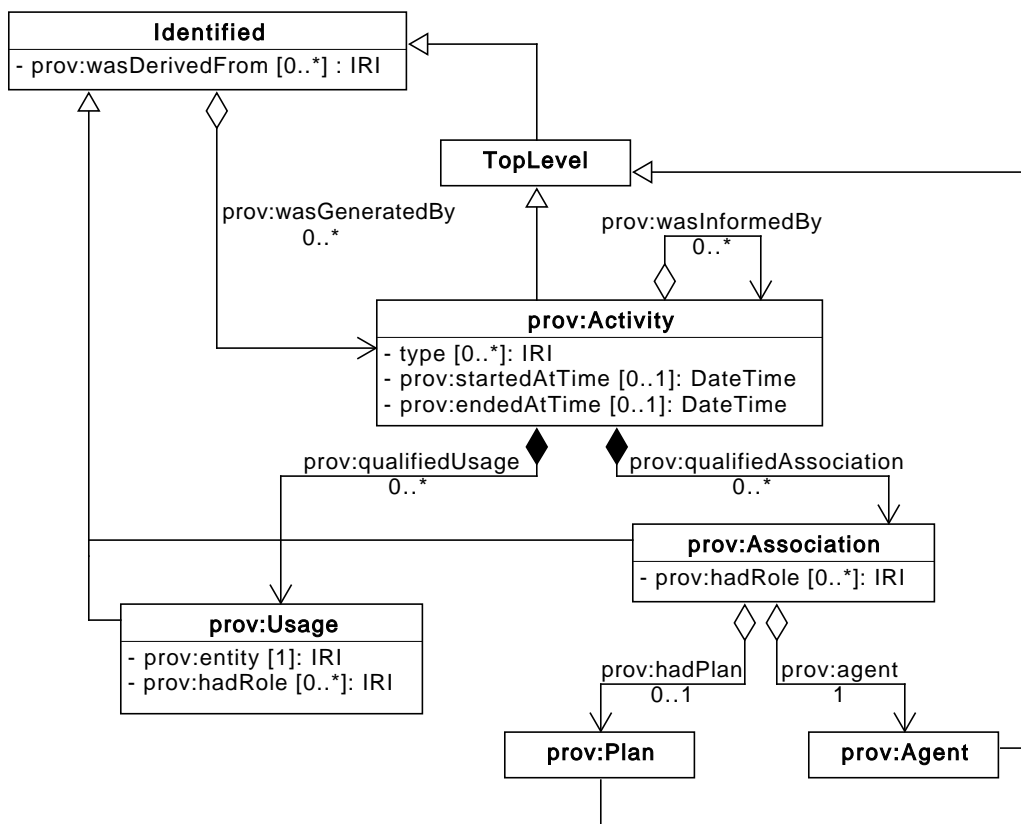 Identified
- prov:wasDerivedFrom [0..*] : IRI
TopLevel
prov:wasGeneratedBy
0..*
prov:wasInformedBy
0..*
prov:Activity
- type [0..*]: IRI
- prov:startedAtTime [0..1]: DateTime
- prov:endedAtTime [0..1]: DateTime
prov:qualifiedUsage
0..*
prov:qualifiedAssociation
0..*
prov:Association
- prov:hadRole [0..*]: IRI
prov:Usage
- prov:entity [1]: IRI
- prov:hadRole [0..*]: IRI
prov:hadPlan
0..1
prov:agent
1
prov:Plan
prov:Agent